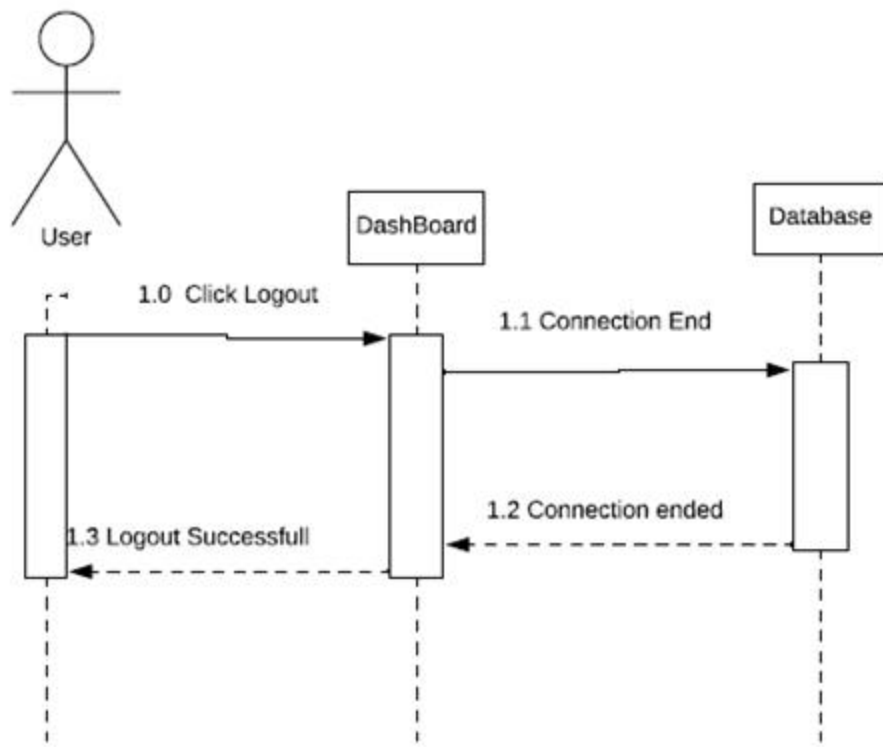 User
DashBoard
Database
1.0 Click Logout
1.1 Connection End
1.2 Connection ended
1.3 Logout Successfull